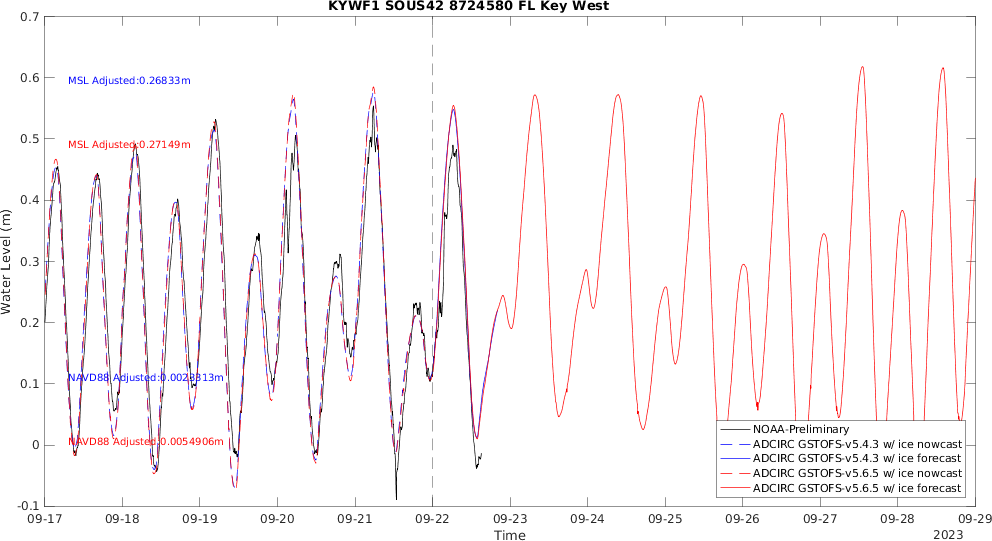 KYWF1 SOUS42 8724580 FL Key West
0.7
0.6
0.5
0.4
0.3
0.2
0.1
0
-0.1
Water Level (m)
MSL Adjusted:0.26833m
MSL Adjusted:0.27149m
NAVD88 Adjusted:0.0023313m
NAVD88 Adjusted:0.0054906m
NOAA-Preliminary
ADCIRC GSTOFS-v5.4.3 w/ ice nowcast
ADCIRC GSTOFS-v5.4.3 w/ ice forecast
ADCIRC GSTOFS-v5.6.5 w/ ice nowcast
ADCIRC GSTOFS-v5.6.5 w/ ice forecast
09-17 09-18 09-19 09-20 09-21 09-22 09-23 09-24 09-25 09-26 09-27 09-28 09-29
Time
2023